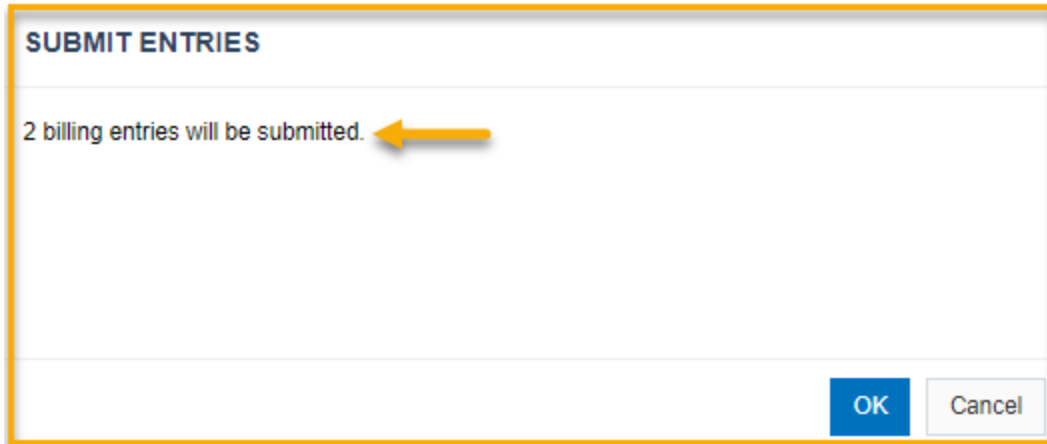 SUBMIT ENTRIES
2 billing entries will be submitted.
OK
Cancel